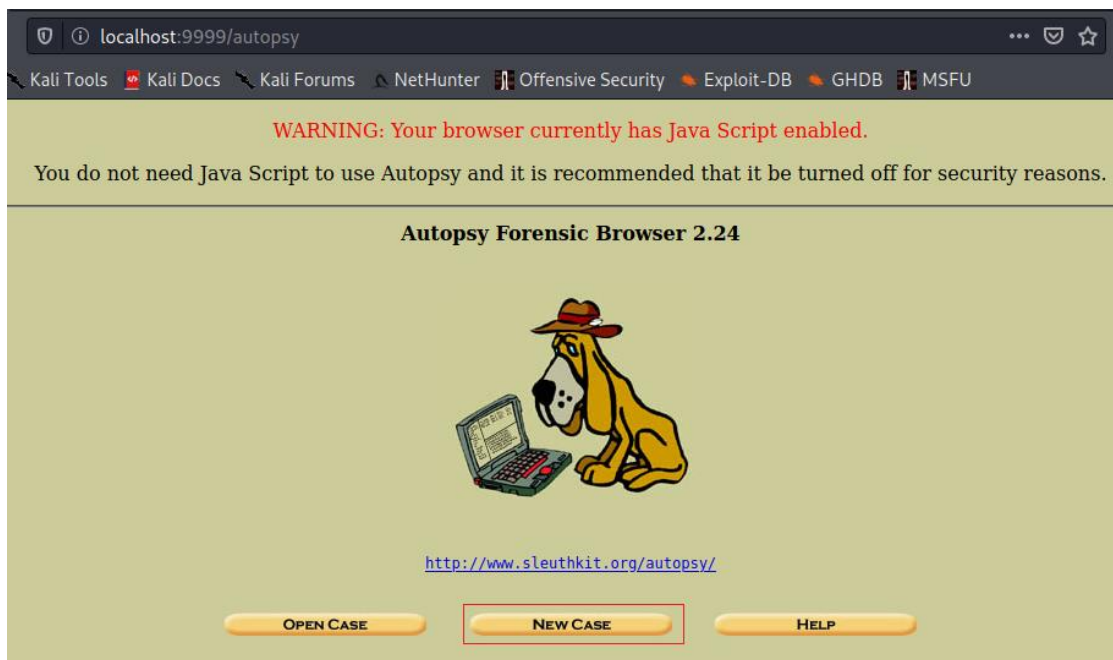 localhost:9999/autopsy
Kali Tools Kali Docs Kali Forums NetHunter Offensive Security Exploit-DB GHDB MSFU
WARNING: Your browser currently has Java Script enabled.
You do not need Java Script to use Autopsy and it is recommended that it be turned off for security reasons.
Autopsy Forensic Browser 2.24
http://www.sleuthkit.org/autopsy/
OPEN CASE NEW CASE HELP